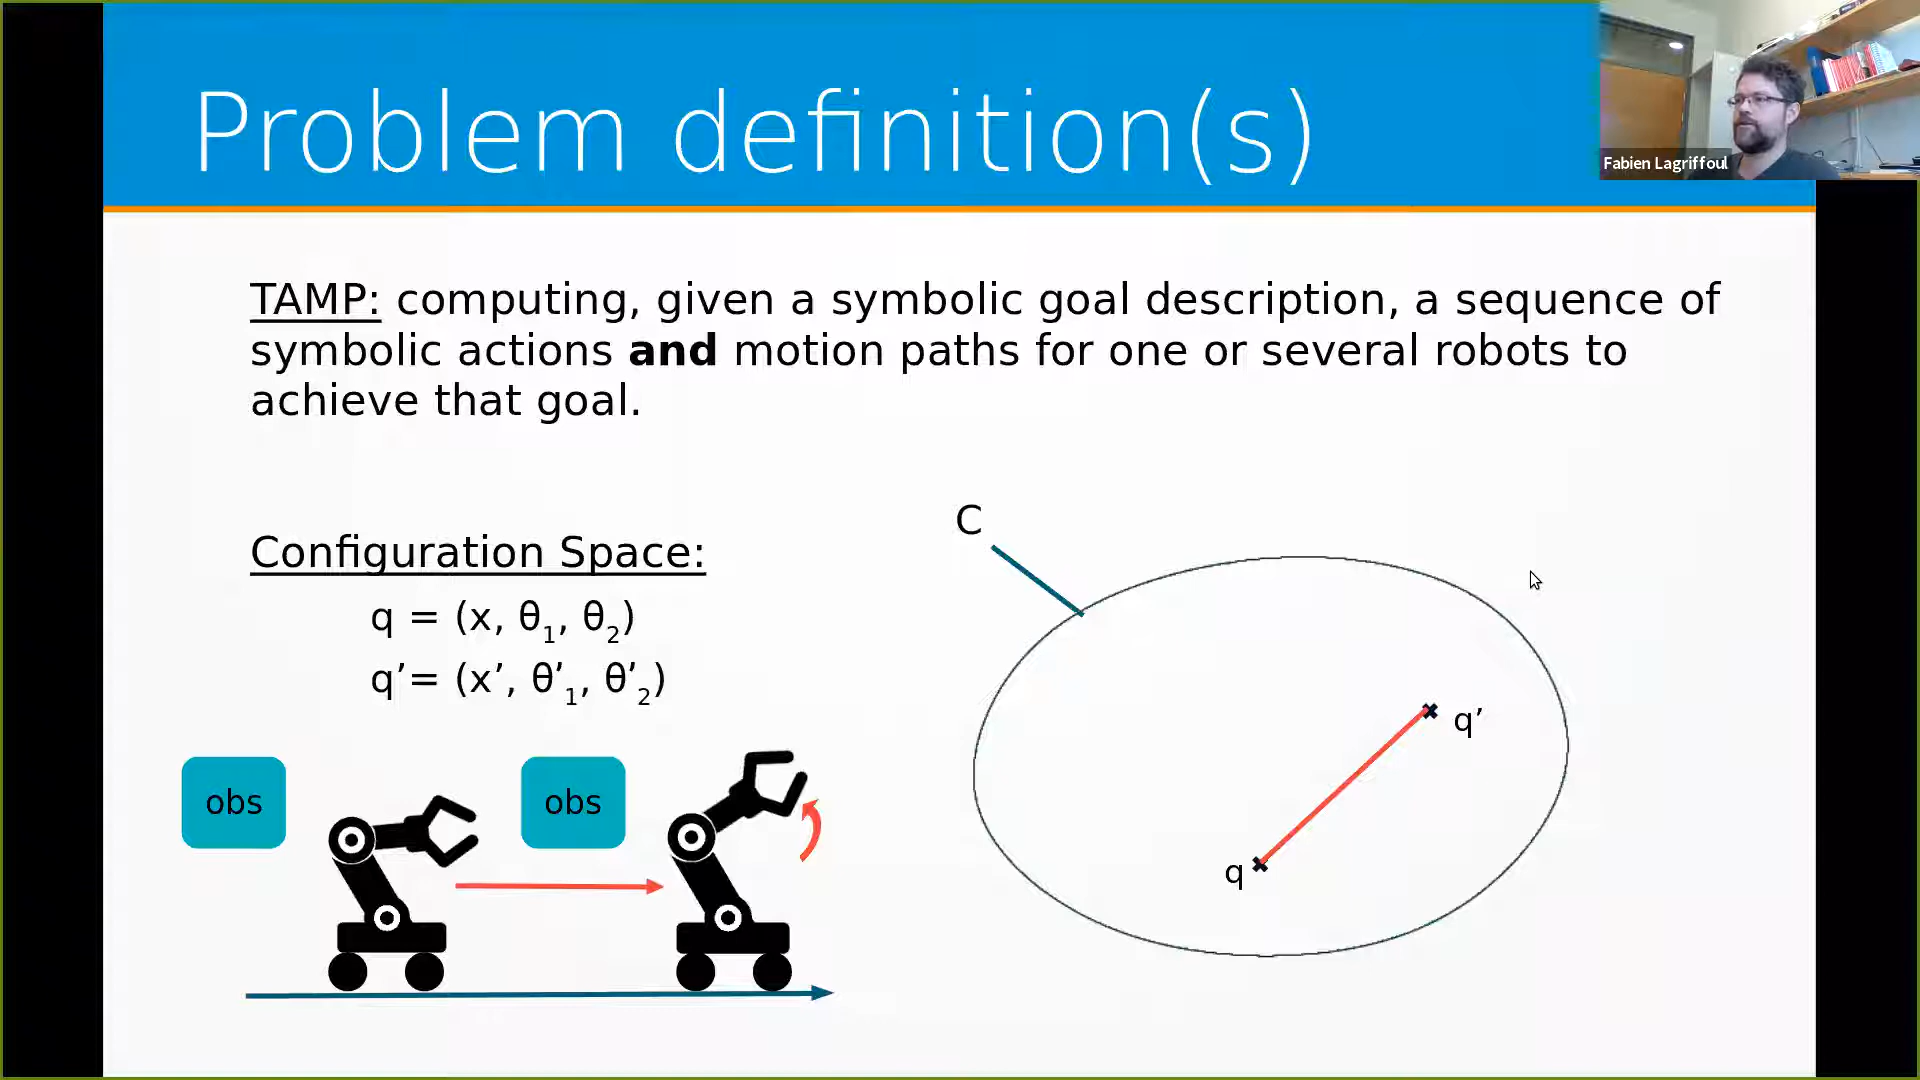 Problem definition(s)
Fabien Lagriffoul
TAMP: computing, given a symbolic goal description, a sequence of
symbolic actions and motion paths for one or several robots to
achieve that goal.
Configuration Space:
q = (x, θ₁, θ₂)
q’= (x’, θ’₁, θ’₂)
obs
obs
C
q’
q